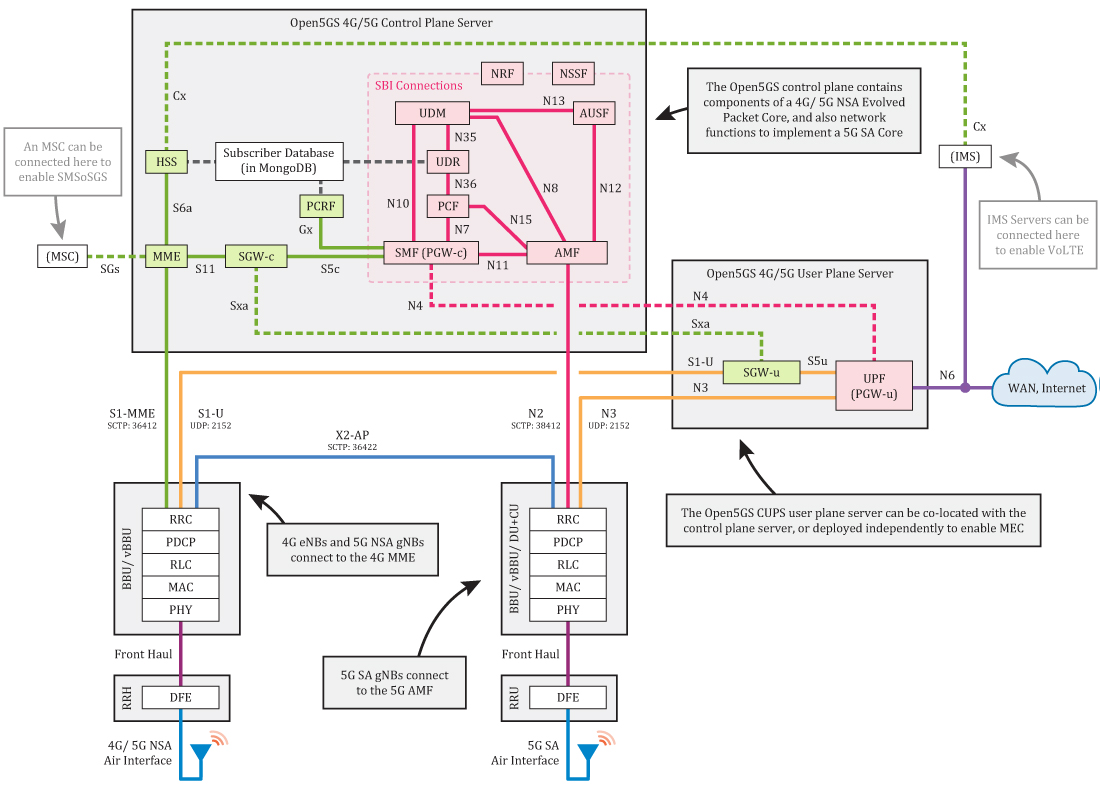 Open5GS 4G/5G Control Plane Server
NRF
NSSF
SBI Connections
Cx
N13
UDM
AUSF
The Open5GS control plane contains
components of a 4G/ 5G NSA Evolved
Packet Core, and also network
functions to implement a 5G SA Core
Cx
An MSC can be
connected here to
enable SMSoSGS
HSS
Subscriber Database
(in MongoDB)
N35
UDR
(IMS)
N36
N8
N12
S6a
PCRF
N10
PCF
N15
Gx
N7
IMS Servers can be
connected here
to enable VoLTE
(MSC)
SGs
MME
S11
SGW-c
S5c
SMF (PGW-c)
N11
AMF
Open5GS 4G/5G User Plane Server
Sxa
N4
N4
Sxa
S1-U
SGW-u
S5u
UPF
(PGW-u)
N3
N6
WAN, Internet
S1-MME
SCTP: 36412
S1-U
UDP: 2152
N2
SCTP: 38412
N3
UDP: 2152
X2-AP
SCTP: 36422
BBU/ vBBU
RRC
PDCP
RLC
MAC
PHY
4G eNBs and 5G NSA gNBs
connect to the 4G MME
BBU/ vBBU/ DU+CU
RRC
PDCP
RLC
MAC
PHY
The Open5GS CUPS user plane server can be co-located with the
control plane server, or deployed independently to enable MEC
Front Haul
5G SA gNBs connect
to the 5G AMF
Front Haul
RRH
DFE
RRU
DFE
4G/ 5G NSA
Air Interface
5G SA
Air Interface